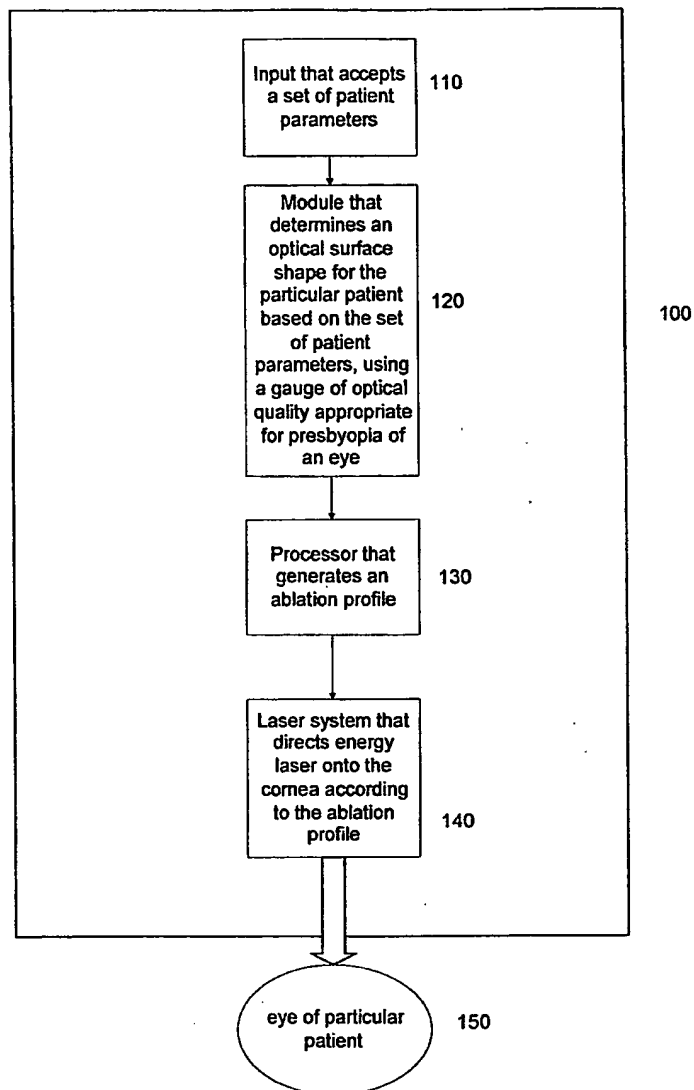 Input that accepts
a set of patient
parameters
110
Module that
determines an
optical surface
shape for the
particular patient
based on the set
of patient
parameters, using
a gauge of optical
quality appropriate
for presbyopia of
an eye
120
100
Processor that
generates an
ablation profile
130
Laser system that
directs energy
laser onto the
cornea according
to the ablation
profile
140
eye of particular
patient
150